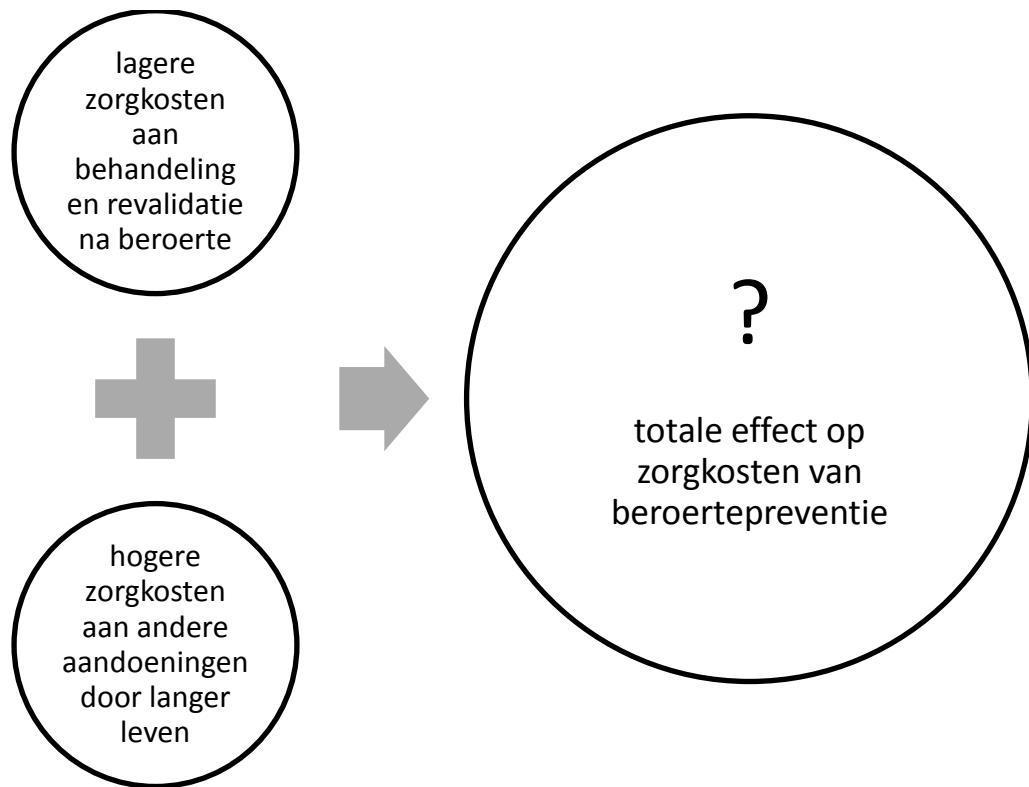 lagere
zorgkosten
aan
behandeling
en revalidatie
na beroerte
hogere
zorgkosten
aan andere
aandoeningen
door langer
leven
?
totale effect op
zorgkosten van
beroertepreventie